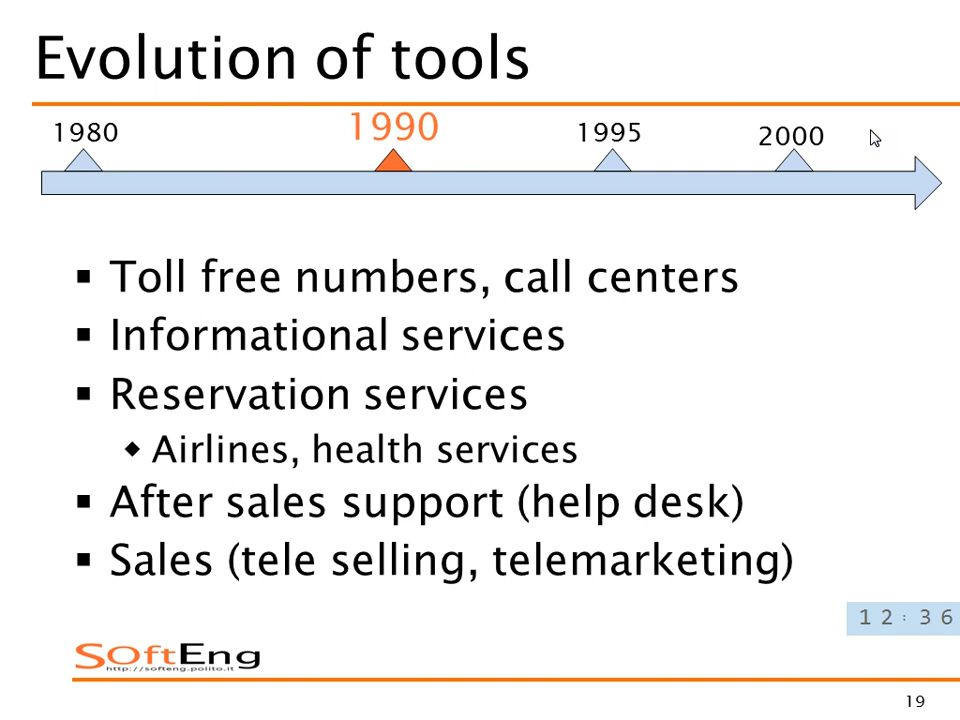 Evolution of tools
1980 1990 1995 2000
Toll free numbers, call centers
Informational services
Reservation services
Airlines, health services
After sales support (help desk)
Sales (tele selling, telemarketing)
12:36
SOftEng
http://softeng.polito.it
19